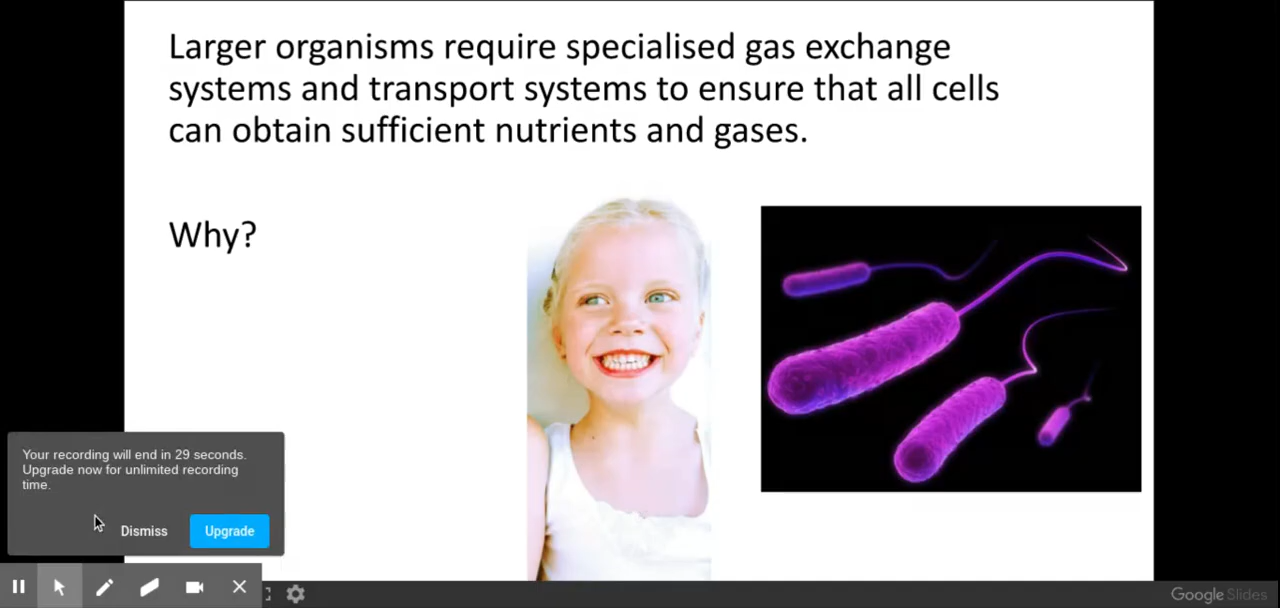 Larger organisms require specialised gas exchange
systems and transport systems to ensure that all cells
can obtain sufficient nutrients and gases.
Why?
Your recording will end in 29 seconds.
Upgrade now for unlimited recording
time.
Dismiss Upgrade
Google Slides